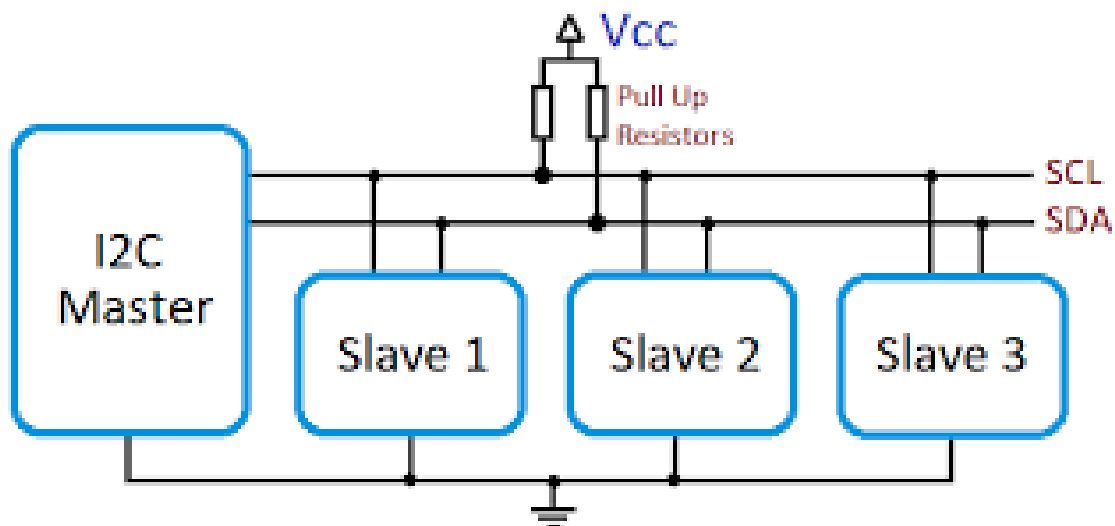 Vcc
Pull Up
Resistors
SCL
SDA
I2C
Master
Slave 1
Slave 2
Slave 3